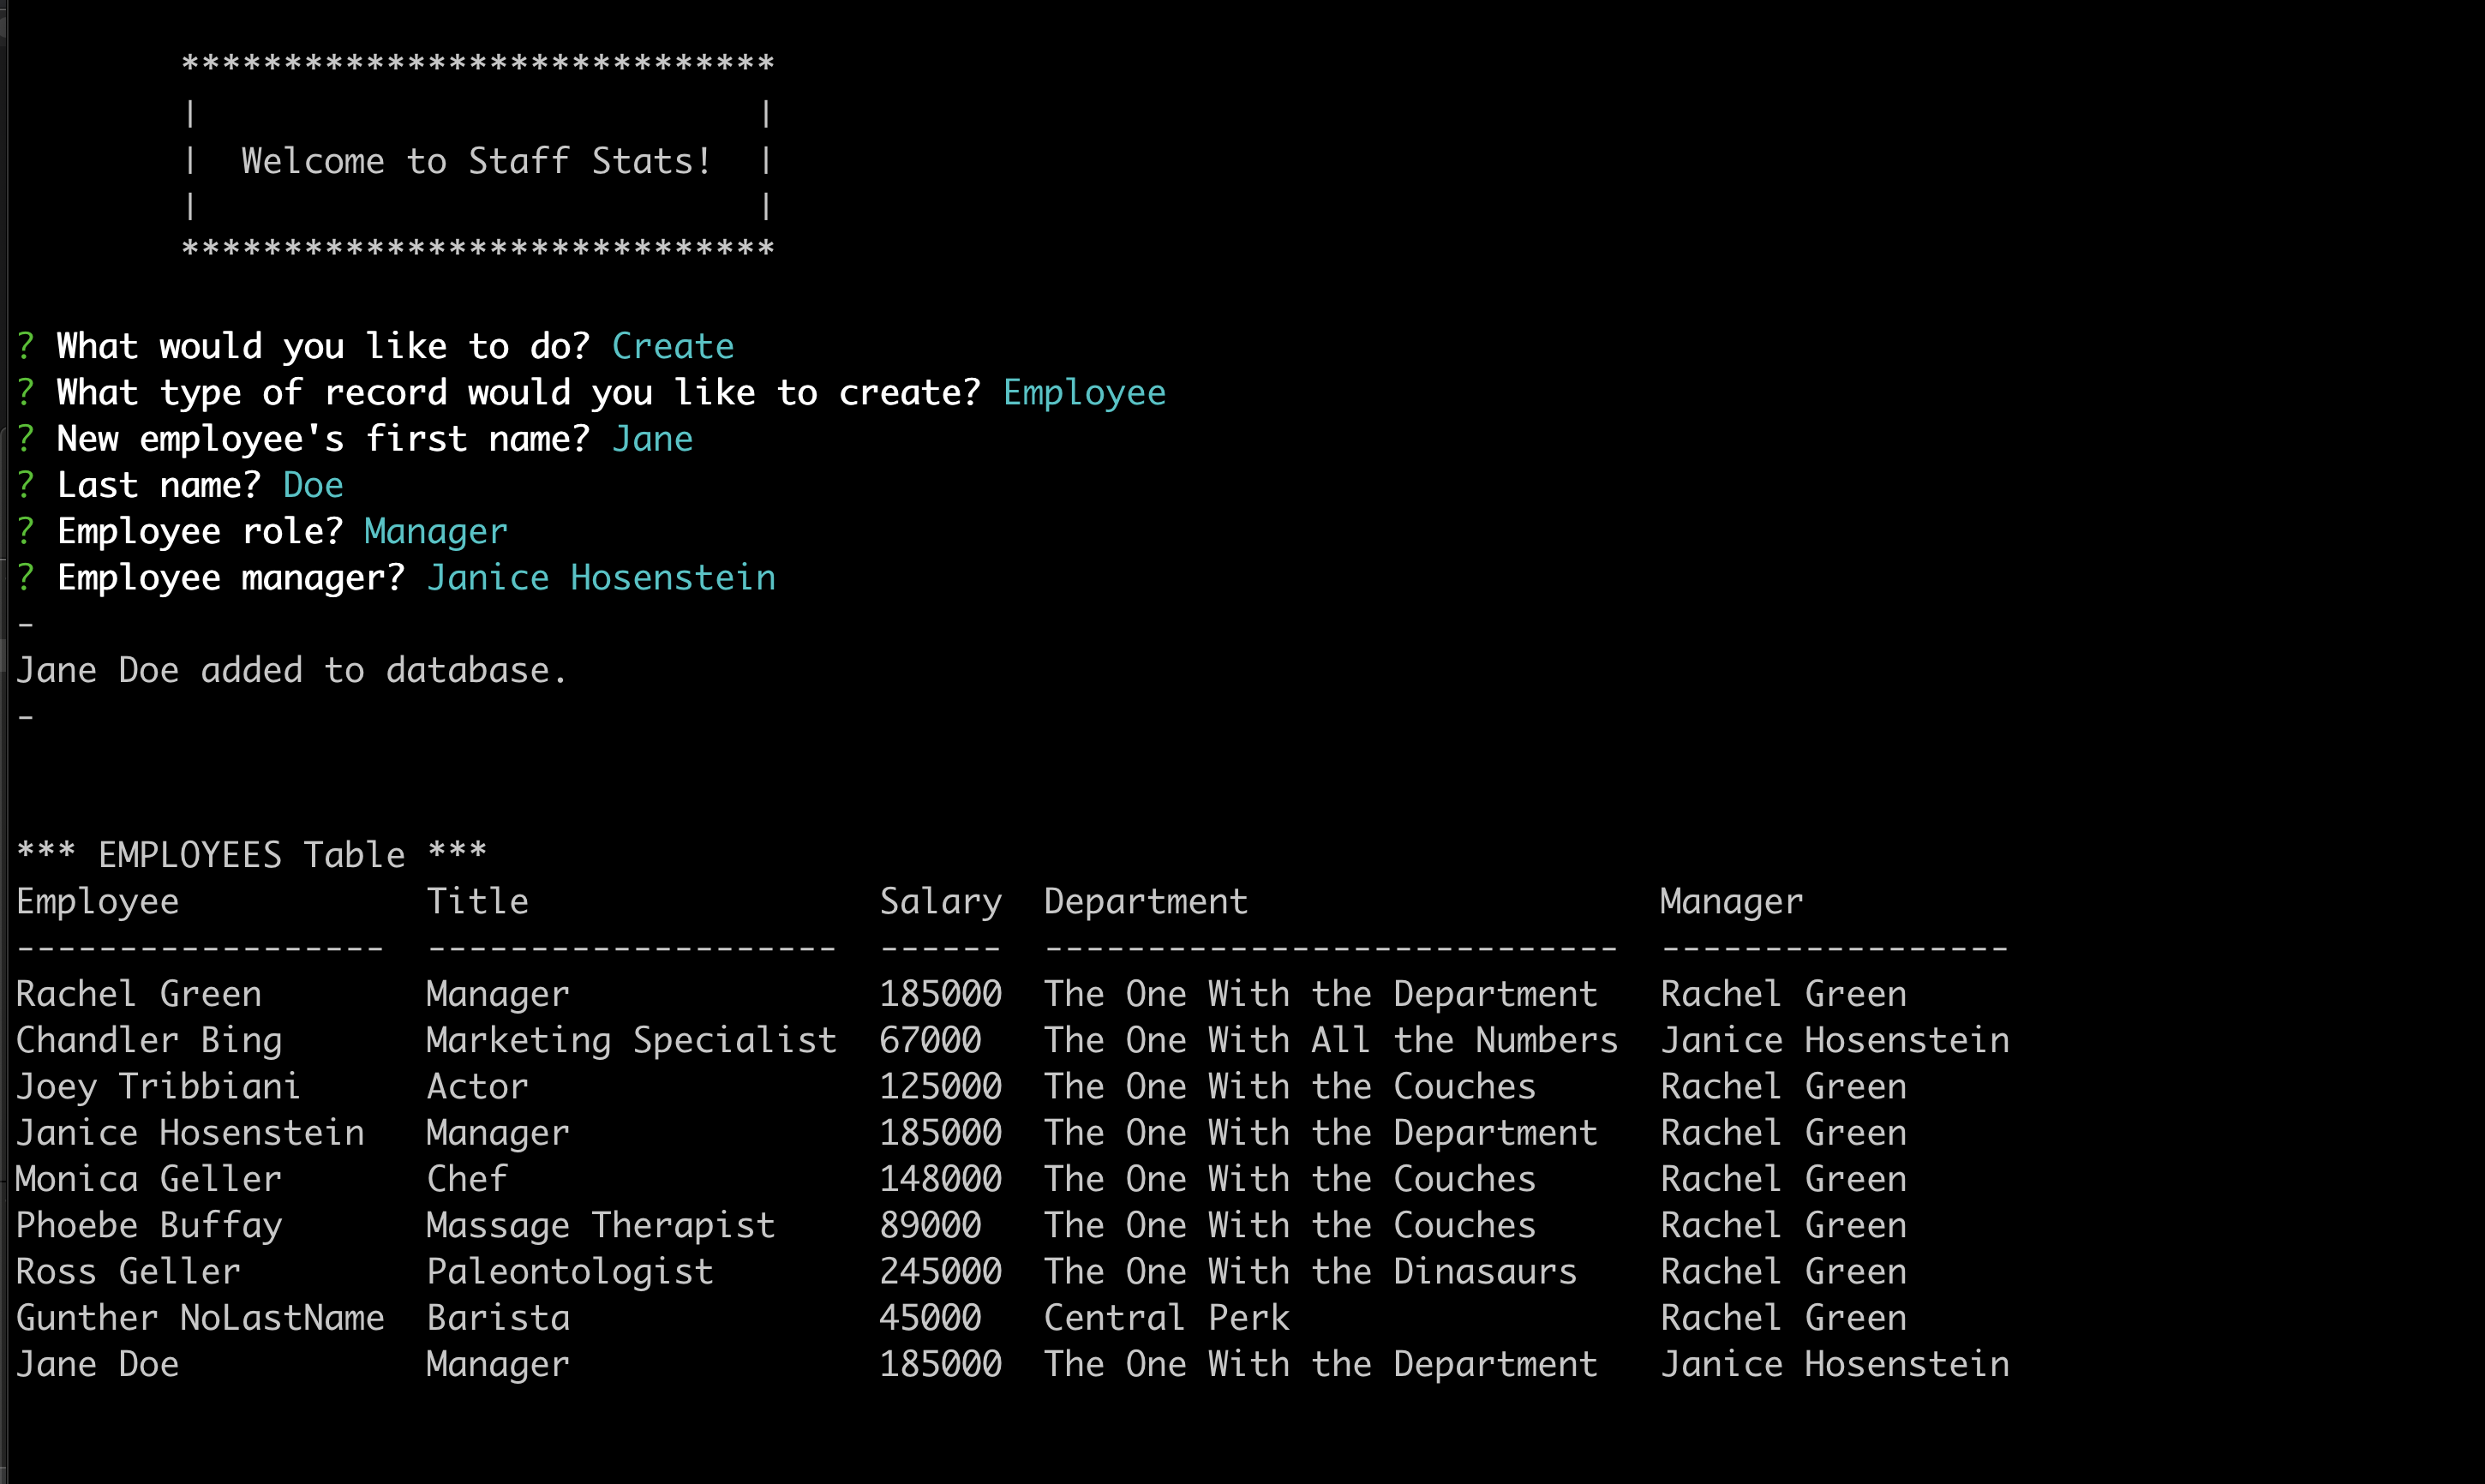 *****************************
|                            |
|  Welcome to Staff Stats!  |
|                            |
*****************************
? What would you like to do? Create
? What type of record would you like to create? Employee
? New employee's first name? Jane
? Last name? Doe
? Employee role? Manager
? Employee manager? Janice Hosenstein
-
Jane Doe added to database.
-
*** EMPLOYEES Table ***
Employee            Title                 Salary  Department                    Manager
------------------  --------------------  ------  ----------------------------  -----------------
Rachel Green        Manager               185000  The One With the Department   Rachel Green
Chandler Bing       Marketing Specialist  67000   The One With All the Numbers  Janice Hosenstein
Joey Tribbiani      Actor                 125000  The One With the Couches      Rachel Green
Janice Hosenstein   Manager               185000  The One With the Department   Rachel Green
Monica Geller       Chef                  148000  The One With the Couches      Rachel Green
Phoebe Buffay       Massage Therapist     89000   The One With the Couches      Rachel Green
Ross Geller         Paleontologist        245000  The One With the Dinasaurs    Rachel Green
Gunther NoLastName  Barista               45000   Central Perk                  Rachel Green
Jane Doe            Manager               185000  The One With the Department   Janice Hosenstein